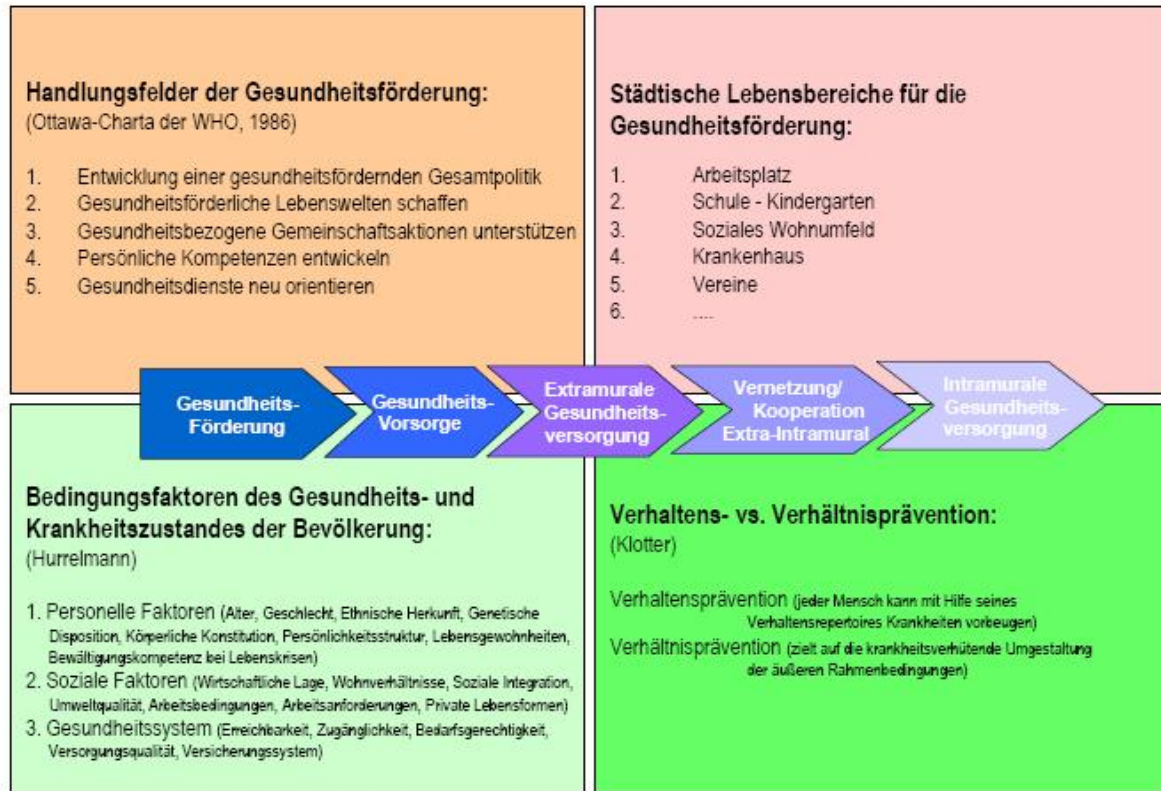 Handlungsfelder der Gesundheitsförderung:
(Ottawa-Charta der WHO, 1986)
1. Entwicklung einer gesundheitsfördernden Gesamtpolitik
2. Gesundheitsförderliche Lebenswelten schaffen
3. Gesundheitsbezogene Gemeinschaftsaktionen unterstützen
4. Persönliche Kompetenzen entwickeln
5. Gesundheitsdienste neu orientieren
Städtische Lebensbereiche für die
Gesundheitsförderung:
1. Arbeitsplatz
2. Schule - Kindergarten
3. Soziales Wohnumfeld
4. Krankenhaus
5. Vereine
6. ....
Gesundheits-
Förderung
Gesundheits-
Vorsorge
Extramurale
Gesundheits-
versorgung
Vernetzung/
Kooperation
Extra-Intramural
Intramurale
Gesundheits-
versorgung
Bedingungsfaktoren des Gesundheits- und
Krankheitszustandes der Bevölkerung:
(Hurrelmann)
1. Personelle Faktoren (Alter, Geschlecht, Ethnische Herkunft, Genetische
Disposition, Körperliche Konstitution, Persönlichkeitsstruktur, Lebensgewohnheiten,
Bewältigungskompetenz bei Lebenskrisen)
2. Soziale Faktoren (Wirtschaftliche Lage, Wohnverhältnisse, Soziale Integration,
Umweltqualität, Arbeitsbedingungen, Arbeitsanforderungen, Private Lebensformen)
3. Gesundheitssystem (Erreichbarkeit, Zugänglichkeit, Bedarfsgerechtigkeit,
Versorgungsqualität, Versicherungssystem)
Verhaltens- vs. Verhältnisprävention:
(Klotter)
Verhaltensprävention (jeder Mensch kann mit Hilfe seines
Verhaltensrepertoires Krankheiten vorbeugen)
Verhältnisprävention (zielt auf die krankheitsverhütende Umgestaltung
der äußeren Rahmenbedingungen)